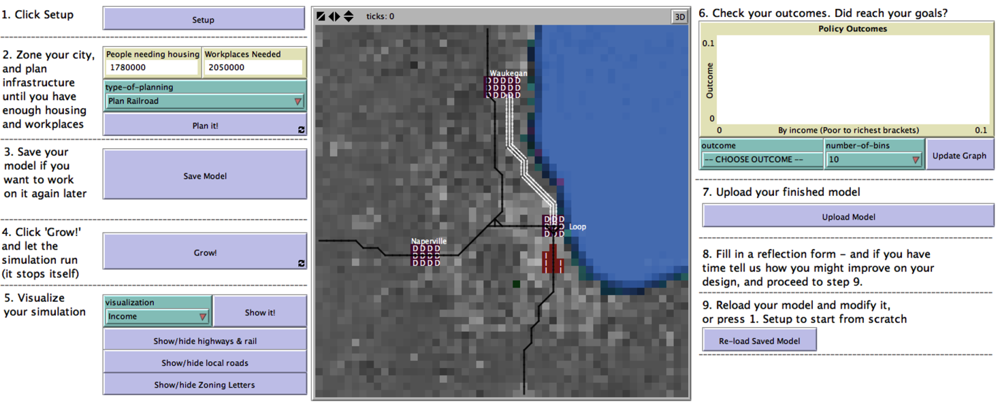 1. Click Setup
Setup
2. Zone your city,
and plan
infrastructure
until you have
enough housing
and workplaces
People needing housing
1780000
Workplaces Needed
2050000
type-of-planning
Plan Railroad
Plan it!
3. Save your
model if you
want to work
on it again later
Save Model
4. Click 'Grow!'
and let the
simulation run
(it stops itself)
Grow!
5. Visualize
your simulation
visualization
Income
Show it!
Show/hide highways & rail
Show/hide local roads
Show/hide Zoning Letters
ticks: 0
3D
Waukegan
D D D D D
D D D D D
D D D D D
Loop
D D D
D D D
D D D
Naperville
D D D D
D D D D
D D D D
I
I I
I I
6. Check your outcomes. Did reach your goals?
Policy Outcomes
0.1
Outcome
0
0
By income (Poor to richest brackets)
0.1
outcome
-- CHOOSE OUTCOME --
number-of-bins
10
Update Graph
7. Upload your finished model
Upload Model
8. Fill in a reflection form – and if you have
time tell us how you might improve on your
design, and proceed to step 9.
9. Reload your model and modify it,
or press 1. Setup to start from scratch
Re-load Saved Model